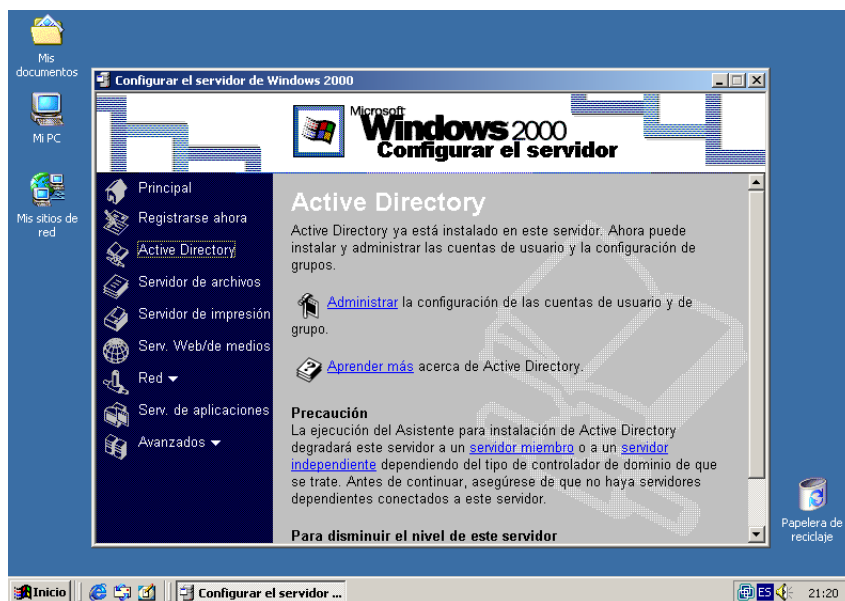 Mis
documentos
Mi PC
Mis sitios de
red
Configurar el servidor de Windows 2000
Microsoft
Windows 2000
Configurar el servidor
Principal
Registrarse ahora
Active Directory
Servidor de archivos
Servidor de impresión
Serv. Web/de medios
Red
Serv. de aplicaciones
Avanzados
Active Directory
Active Directory ya está instalado en este servidor. Ahora puede
instalar y administrar las cuentas de usuario y la configuración de
grupos.
Administrar la configuración de las cuentas de usuario y de
grupo.
Aprender más acerca de Active Directory.
Precaución
La ejecución del Asistente para instalación de Active Directory
degradará este servidor a un servidor miembro o a un servidor
independiente dependiendo del tipo de controlador de dominio de que
se trate. Antes de continuar, asegúrese de que no haya servidores
dependientes conectados a este servidor.
Para disminuir el nivel de este servidor
Papelera de
reciclaje
Inicio
Configurar el servidor ...
ES
21:20